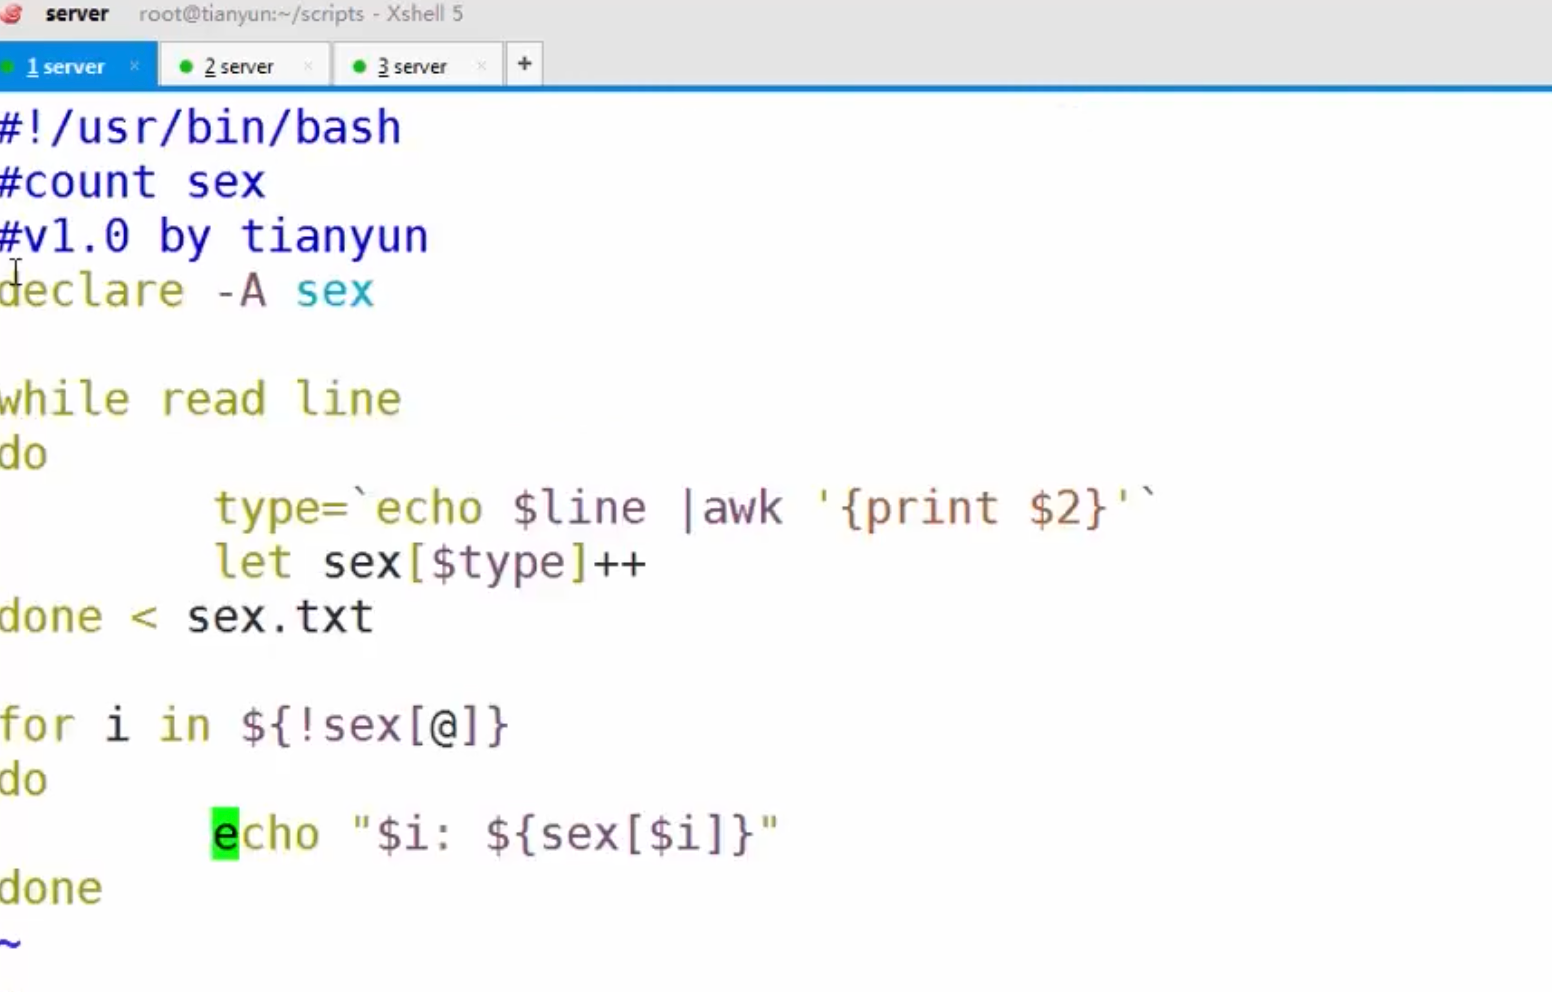 server root@tianyun:~/scripts - Xshell 5
1 server × 2 server × 3 server × +
#!/usr/bin/bash
#count sex
#v1.0 by tianyun
declare -A sex
while read line
do
        type=`echo $line |awk '{print $2}'`
        let sex[$type]++
done < sex.txt
for i in ${!sex[@]}
do
        echo "$i: ${sex[$i]}"
done
~